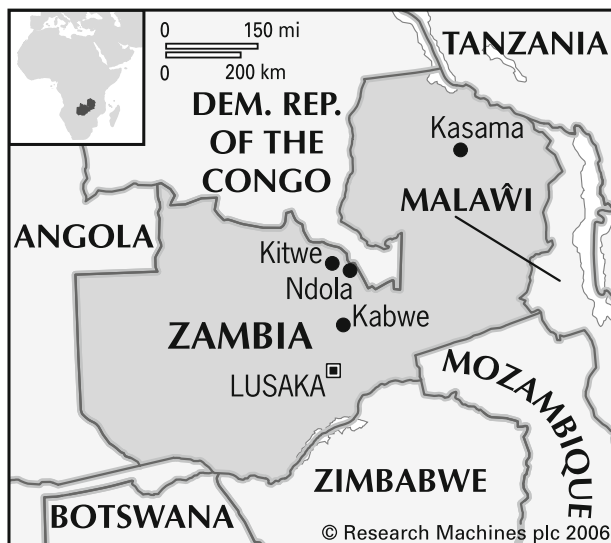 0 150 mi
0 200 km
TANZANIA
DEM. REP.
OF THE
CONGO
Kasama
MALAŴI
ANGOLA
Kitwe
Ndola
Kabwe
ZAMBIA
LUSAKA
MOZAMBIQUE
ZIMBABWE
BOTSWANA
© Research Machines plc 2006